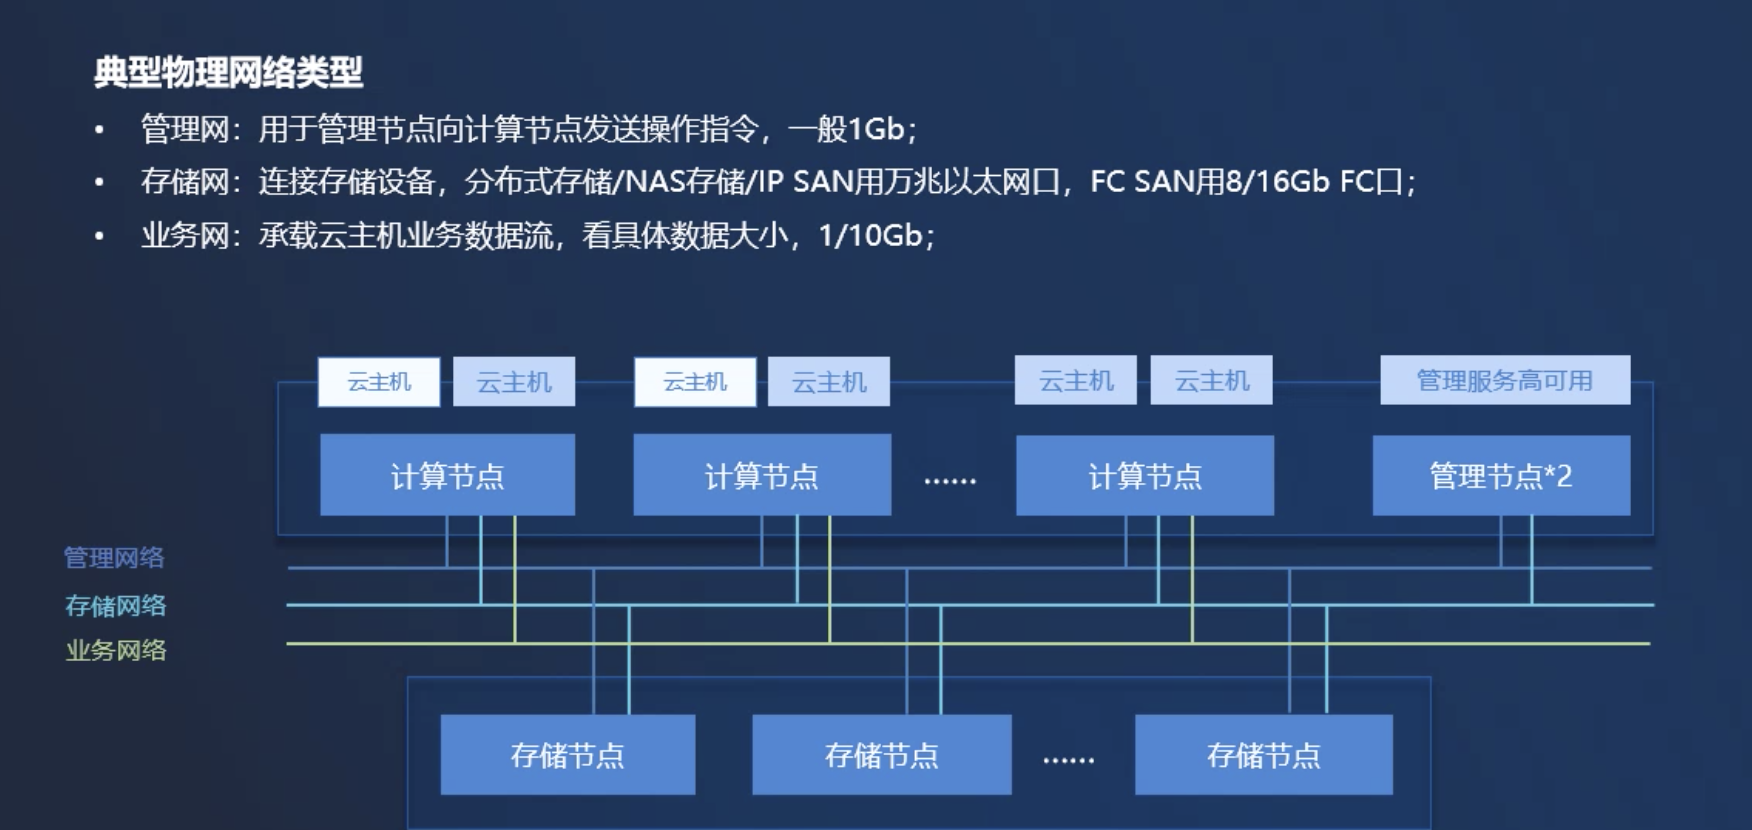 典型物理网络类型
• 管理网：用于管理节点向计算节点发送操作指令，一般1Gb；
• 存储网：连接存储设备，分布式存储/NAS存储/IP SAN用万兆以太网口，FC SAN用8/16Gb FC口；
• 业务网：承载云主机业务数据流，看具体数据大小，1/10Gb；
云主机 云主机 云主机 云主机 云主机 云主机 管理服务高可用
计算节点 计算节点 …… 计算节点 管理节点*2
管理网络
存储网络
业务网络
存储节点 存储节点 …… 存储节点